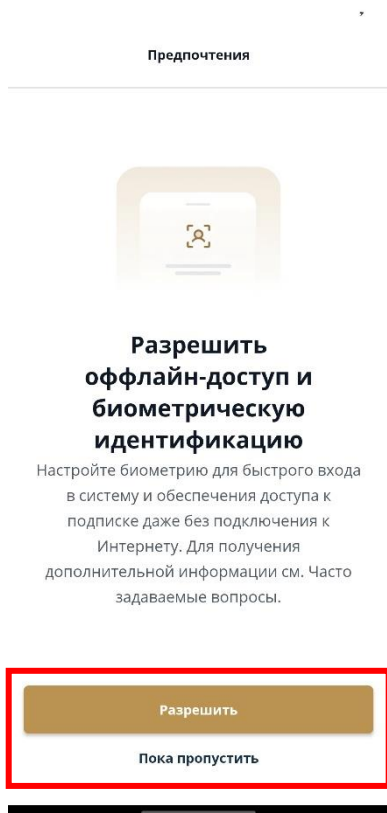 Предпочтения
Разрешить
оффлайн-доступ и
биометрическую
идентификацию
Настройте биометрию для быстрого входа
в систему и обеспечения доступа к
подписке даже без подключения к
Интернету. Для получения
дополнительной информации см. Часто
задаваемые вопросы.
Разрешить
Пока пропустить